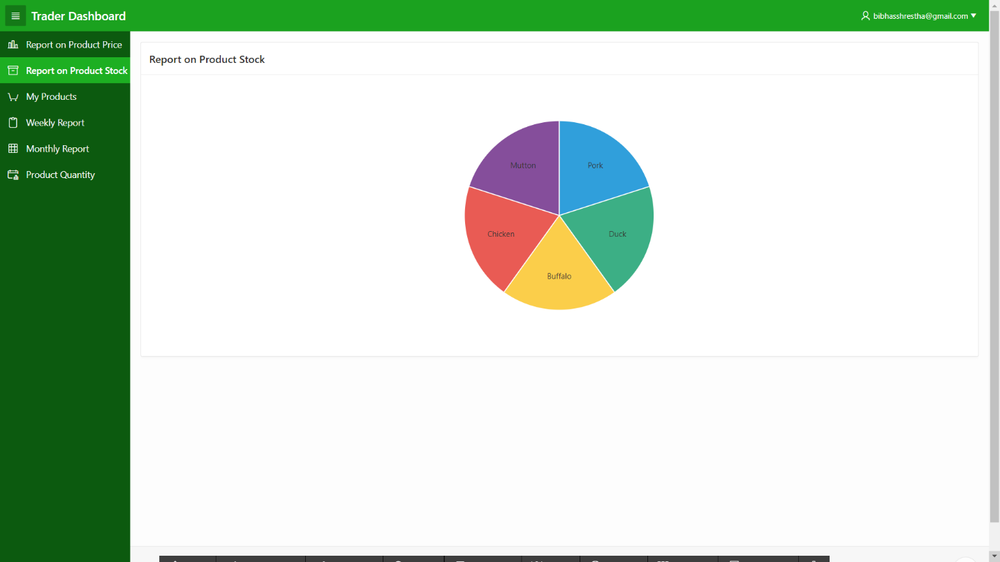 Trader Dashboard
bibhasshrestha@gmail.com
Report on Product Price
Report on Product Stock
My Products
Weekly Report
Monthly Report
Product Quantity
Report on Product Stock
Mutton
Pork
Chicken
Duck
Buffalo